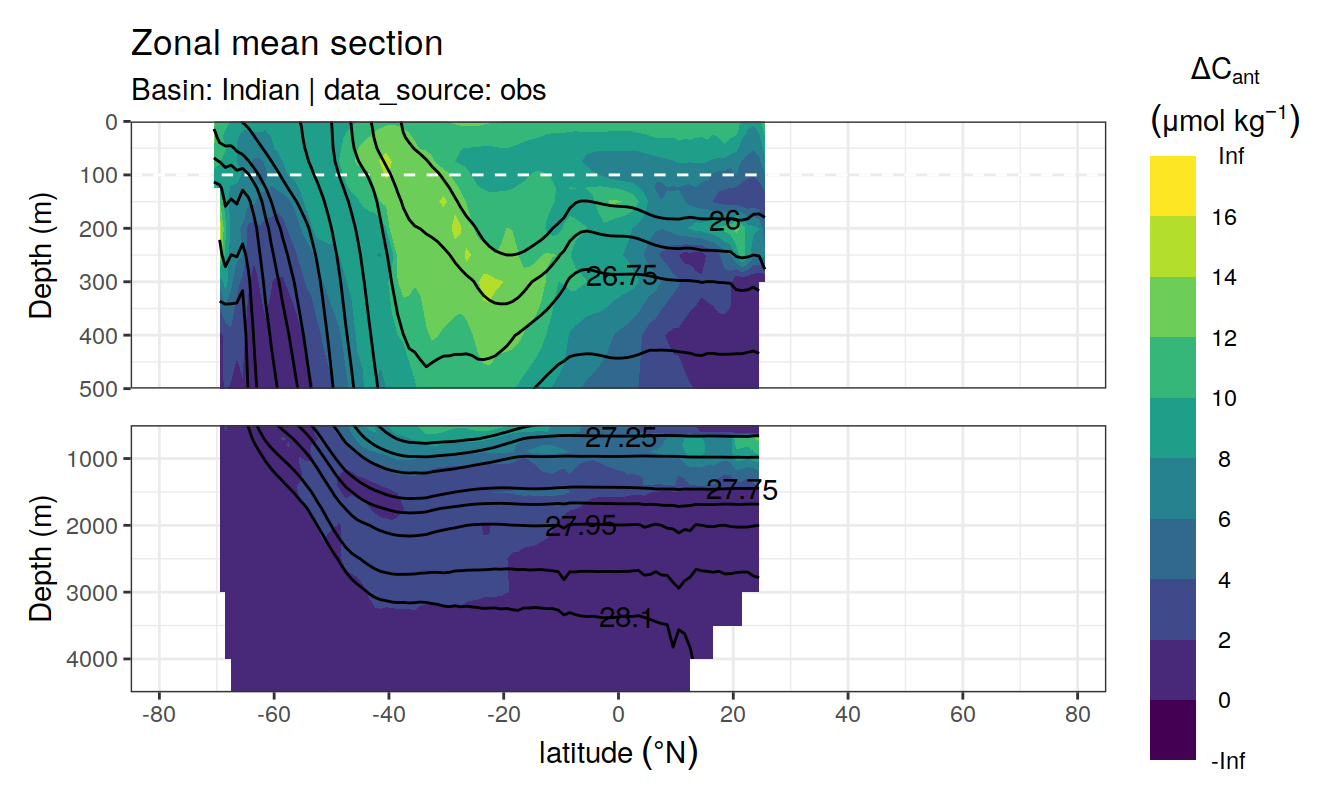 Zonal mean section
Basin: Indian | data_source: obs
ΔCant
(μmol kg−1)
Inf
16
14
12
10
8
6
4
2
0
-Inf
Depth (m)
0
100
200
300
400
500
26
26.75
Depth (m)
1000
2000
3000
4000
27.25
27.75
27.95
28.1
-80 -60 -40 -20 0 20 40 60 80
latitude (°N)